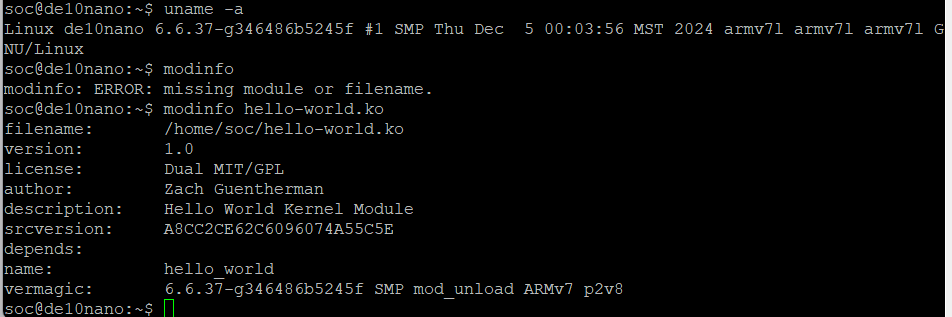 soc@de10nano:~$ uname -a
Linux de10nano 6.6.37-g346486b5245f #1 SMP Thu Dec  5 00:03:56 MST 2024 armv7l armv7l armv7l G
NU/Linux
soc@de10nano:~$ modinfo
modinfo: ERROR: missing module or filename.
soc@de10nano:~$ modinfo hello-world.ko
filename:       /home/soc/hello-world.ko
version:        1.0
license:        Dual MIT/GPL
author:         Zach Guentherman
description:    Hello World Kernel Module
srcversion:     A8CC2CE62C6096074A55C5E
depends:
name:           hello_world
vermagic:       6.6.37-g346486b5245f SMP mod_unload ARMv7 p2v8
soc@de10nano:~$